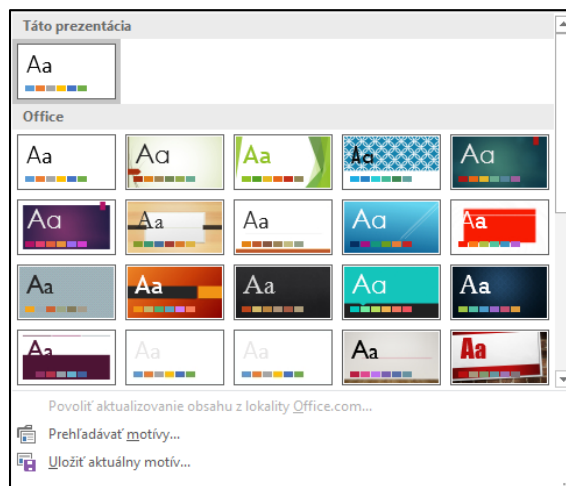 Táto prezentácia
Aa
Office
Aa Aa Aa Aa Aa
Aa Aa Aa Aa Aa
Aa Aa Aa Aa Aa
Aa Aa Aa Aa Aa
Povoliť aktualizovanie obsahu z lokality Office.com...
Prehľadávať motívy...
Uložiť aktuálny motív...